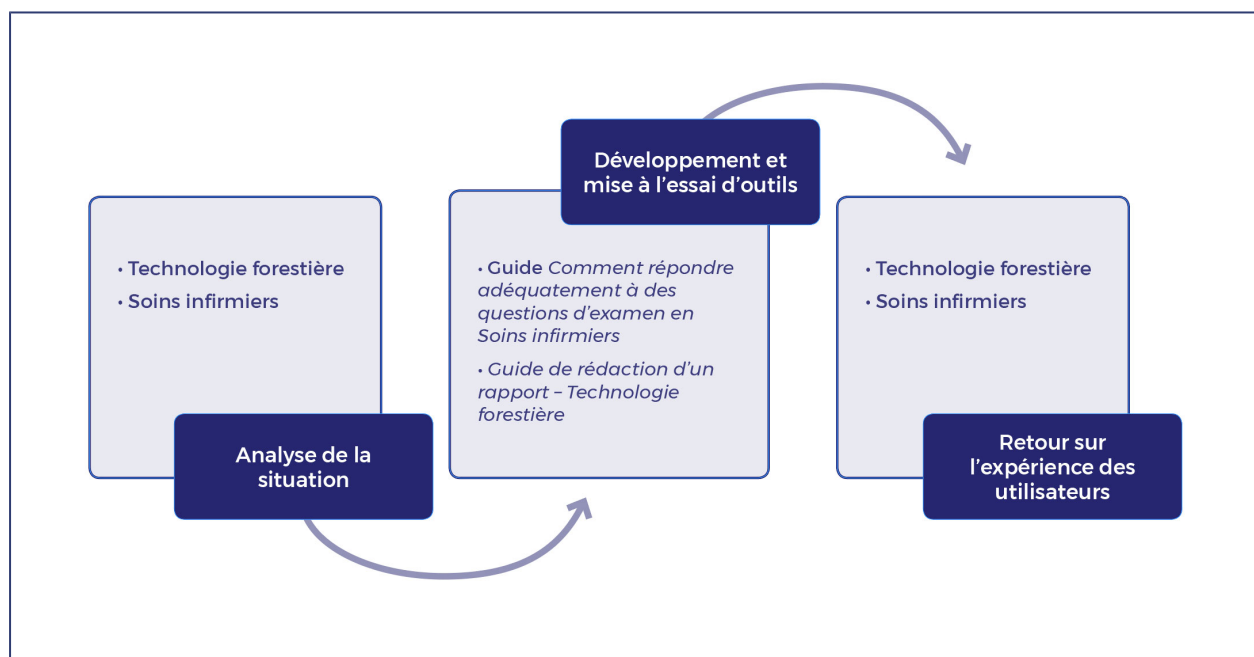 • Technologie forestière
• Soins infirmiers
Analyse de la
situation
Développement et
mise à l'essai d'outils
• Guide Comment répondre
adéquatement à des
questions d'examen en
Soins infirmiers
• Guide de rédaction d'un
rapport – Technologie
forestière
• Technologie forestière
• Soins infirmiers
Retour sur
l'expérience des
utilisateurs